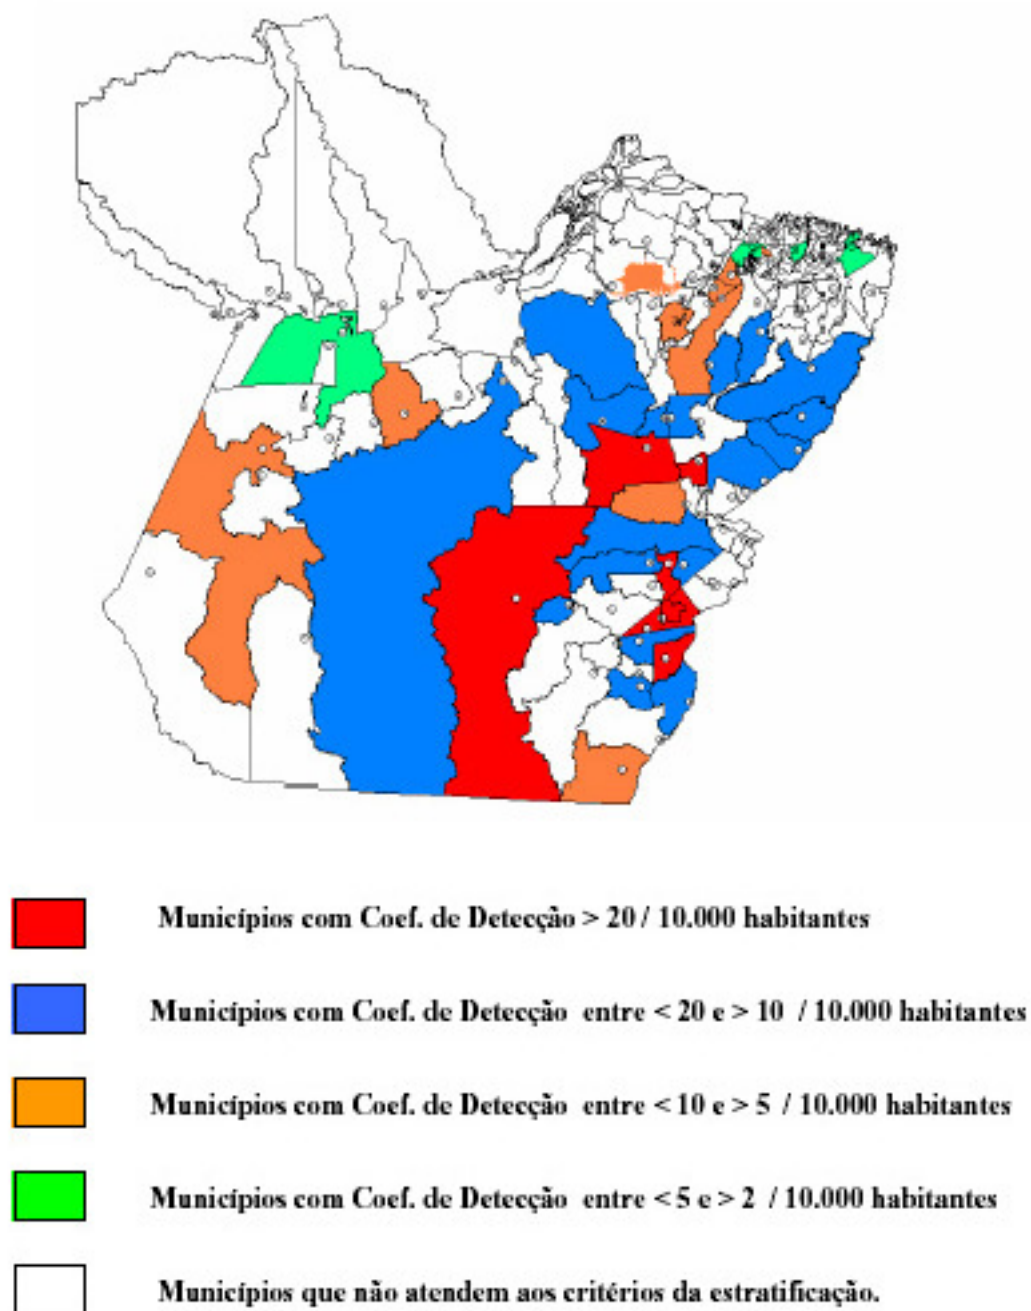 Municípios com Coef. de Detecção > 20 / 10.000 habitantes
Municípios com Coef. de Detecção entre < 20 e > 10 / 10.000 habitantes
Municípios com Coef. de Detecção entre < 10 e > 5 / 10.000 habitantes
Municípios com Coef. de Detecção entre < 5 e > 2 / 10.000 habitantes
Municípios que não atendem aos critérios da estratificação.